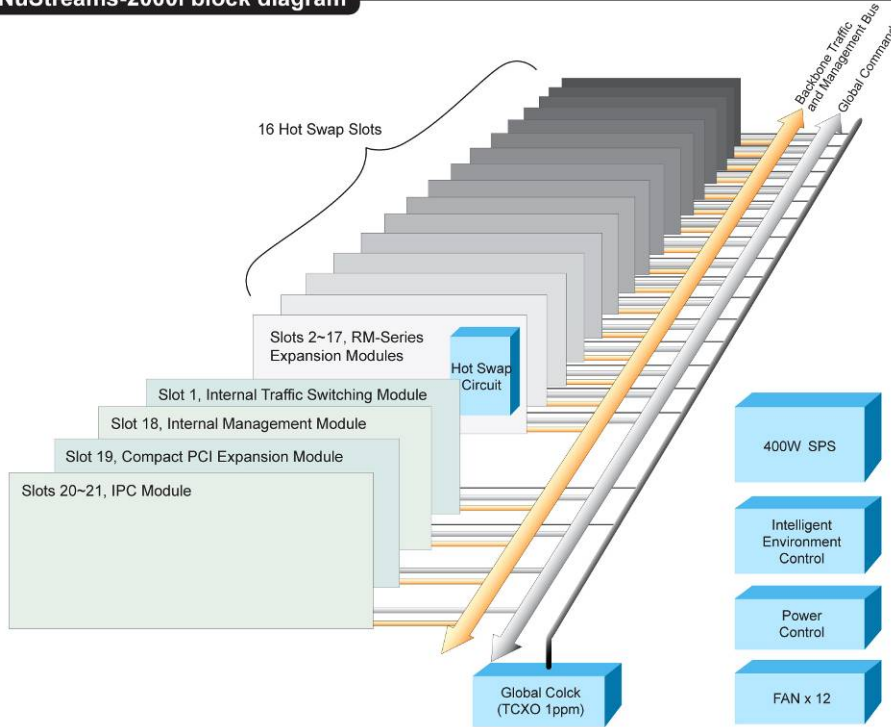 NuStreams-2000i block diagram
Backbone Traffic
and Management Bus
Global Command
16 Hot Swap Slots
Slots 2~17, RM-Series
Expansion Modules
Hot Swap
Circuit
Slot 1, Internal Traffic Switching Module
Slot 18, Internal Management Module
Slot 19, Compact PCI Expansion Module
Slots 20~21, IPC Module
400W SPS
Intelligent
Environment
Control
Power
Control
FAN x 12
Global Colck
(TCXO 1ppm)